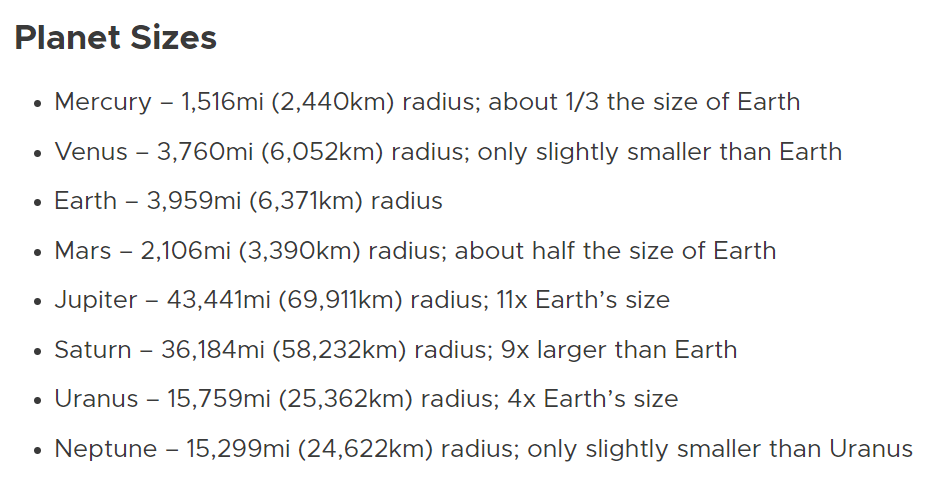 Planet Sizes
• Mercury – 1,516mi (2,440km) radius; about 1/3 the size of Earth
• Venus – 3,760mi (6,052km) radius; only slightly smaller than Earth
• Earth – 3,959mi (6,371km) radius
• Mars – 2,106mi (3,390km) radius; about half the size of Earth
• Jupiter – 43,441mi (69,911km) radius; 11x Earth’s size
• Saturn – 36,184mi (58,232km) radius; 9x larger than Earth
• Uranus – 15,759mi (25,362km) radius; 4x Earth’s size
• Neptune – 15,299mi (24,622km) radius; only slightly smaller than Uranus